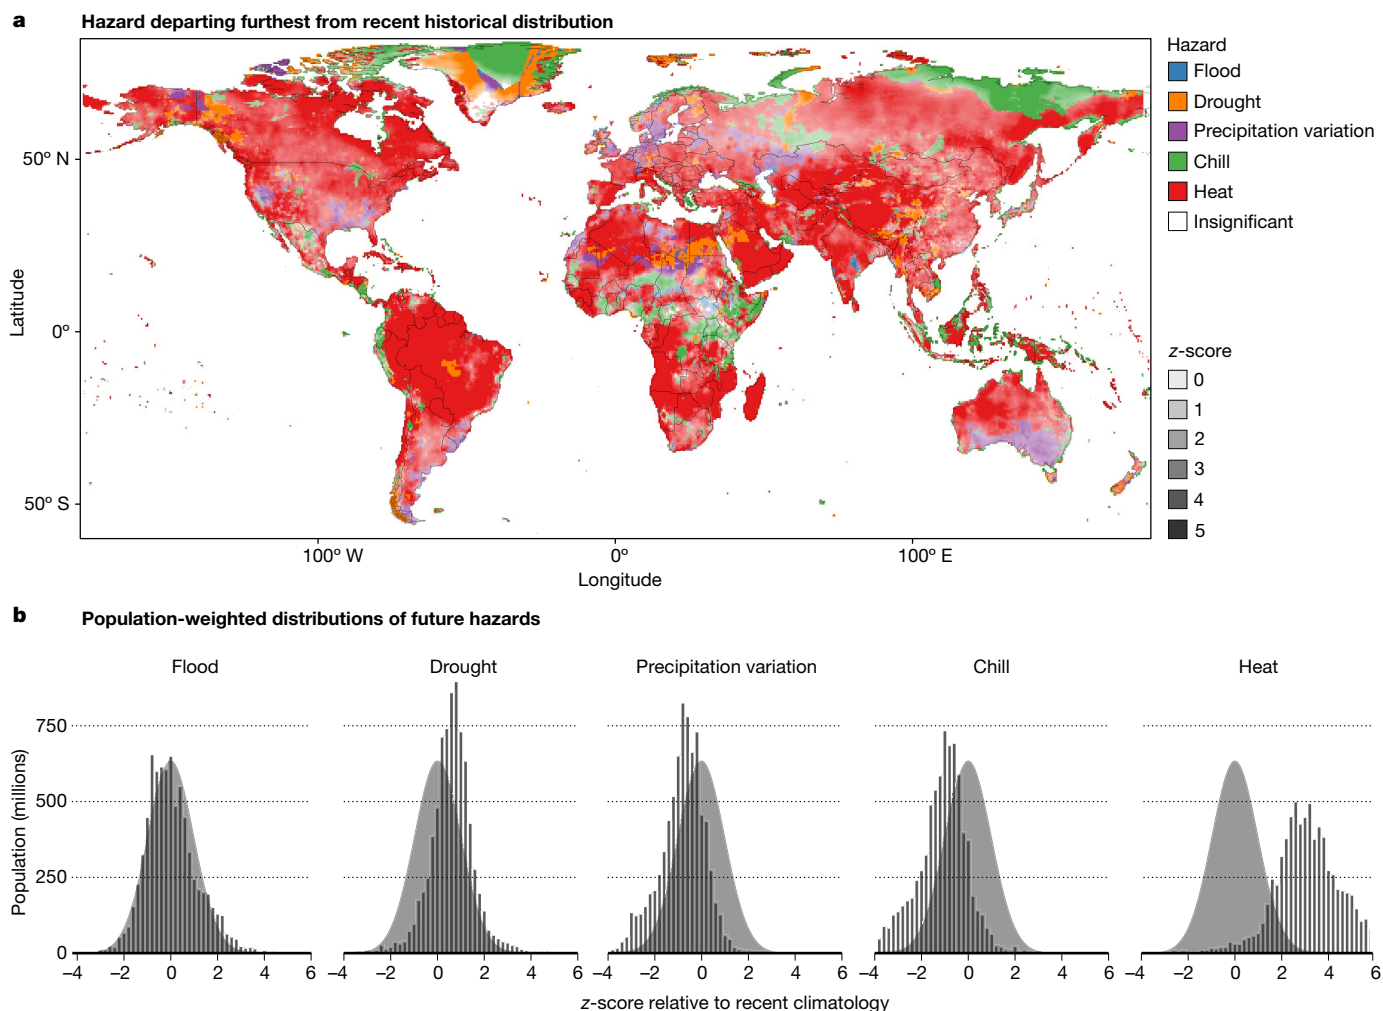 a Hazard departing furthest from recent historical distribution
Hazard
Flood
Drought
Precipitation variation
Chill
Heat
Insignificant
50° N
0°
50° S
Latitude
z-score
0
1
2
3
4
5
100° W 0° 100° E
Longitude
b Population-weighted distributions of future hazards
Flood Drought Precipitation variation Chill Heat
750
500
250
0
Population (millions)
–4 –2 0 2 4 6 –4 –2 0 2 4 6 –4 –2 0 2 4 6 –4 –2 0 2 4 6 –4 –2 0 2 4 6
z-score relative to recent climatology